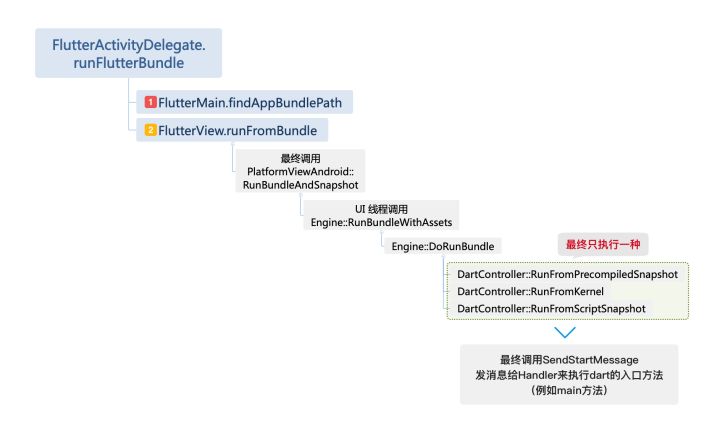 FlutterActivityDelegate.
runFlutterBundle
1 FlutterMain.findAppBundlePath
2 FlutterView.runFromBundle
最终调用
PlatformViewAndroid::
RunBundleAndSnapshot
UI 线程调用
Engine::RunBundleWithAssets
Engine::DoRunBundle
最终只执行一种
DartController::RunFromPrecompiledSnapshot
DartController::RunFromKernel
DartController::RunFromScriptSnapshot
最终调用SendStartMessage
发消息给Handler来执行dart的入口方法
（例如main方法）